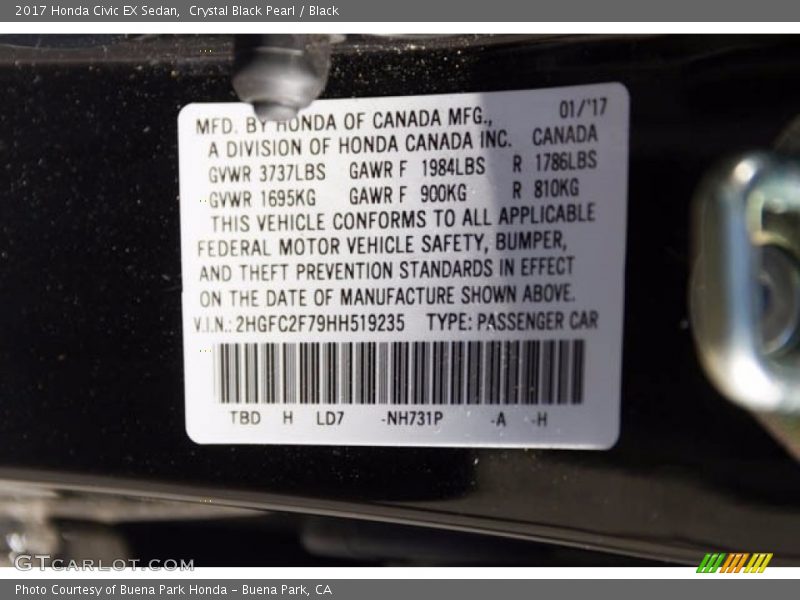 2017 Honda Civic EX Sedan,  Crystal Black Pearl / Black
01/'17
MFD. BY HONDA OF CANADA MFG.,
A DIVISION OF HONDA CANADA INC. CANADA
GVWR 3737LBS GAWR F 1984LBS R 1786LBS
GVWR 1695KG GAWR F 900KG R 810KG
THIS VEHICLE CONFORMS TO ALL APPLICABLE
FEDERAL MOTOR VEHICLE SAFETY, BUMPER,
AND THEFT PREVENTION STANDARDS IN EFFECT
ON THE DATE OF MANUFACTURE SHOWN ABOVE.
V.I.N.: 2HGFC2F79HH519235 TYPE: PASSENGER CAR
TBD H LD7 -NH731P -A -H
GTCARLOT.COM
Photo Courtesy of Buena Park Honda - Buena Park, CA